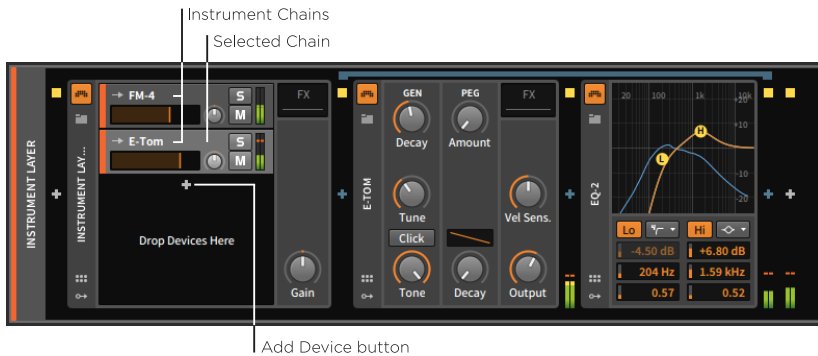 Instrument Chains
Selected Chain
INSTRUMENT LAYER
INSTRUMENT LAY...
FM-4
S
M
E-Tom
S
M
Drop Devices Here
FX
Gain
E-TOM
GEN
PEG
FX
Decay
Amount
Tune
Vel Sens.
Click
Tone
Decay
Output
EQ-2
20 100 1k 10k
+20
+10
-10
-20
H
L
Lo
Hi
-4.50 dB
+6.80 dB
204 Hz
1.59 kHz
0.57
0.52
Add Device button